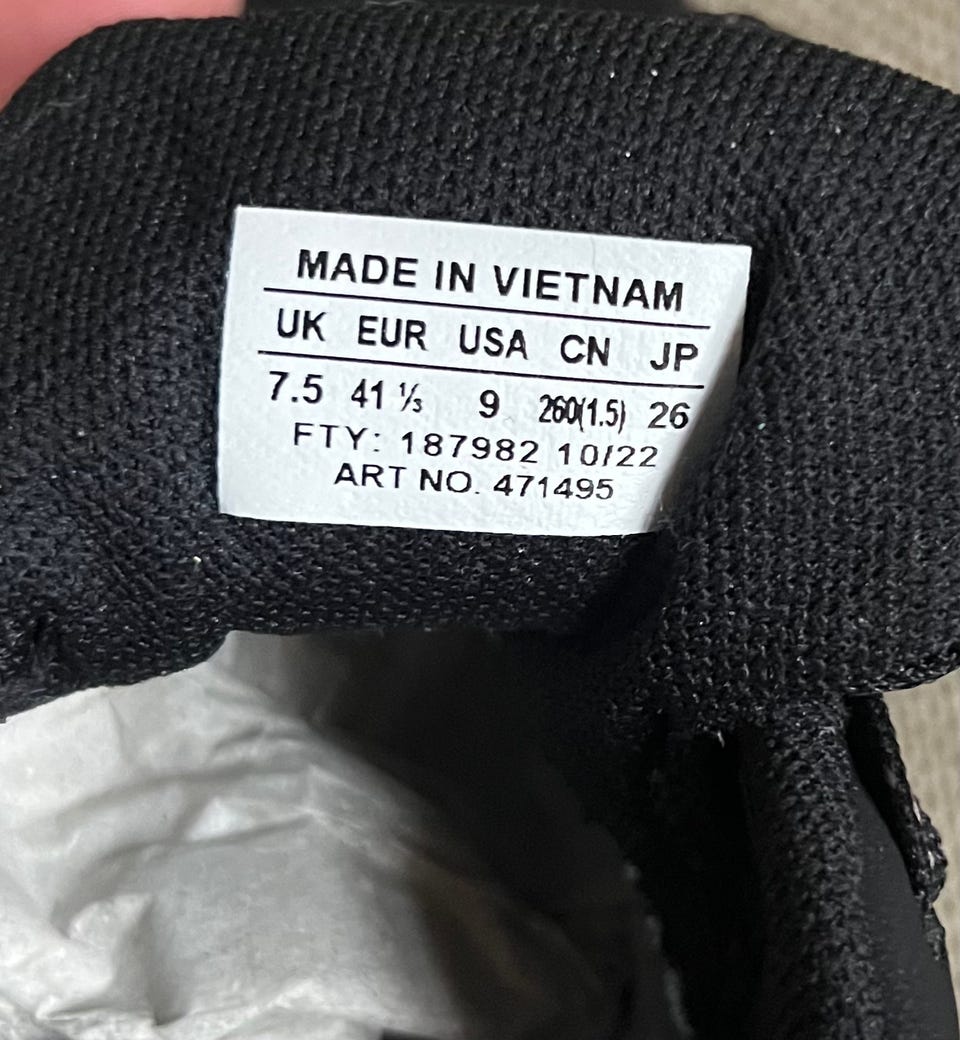 MADE IN VIETNAM
UK EUR USA CN JP
7.5 41 ⅓ 9 260(1.5) 26
FTY: 187982 10/22
ART NO. 471495